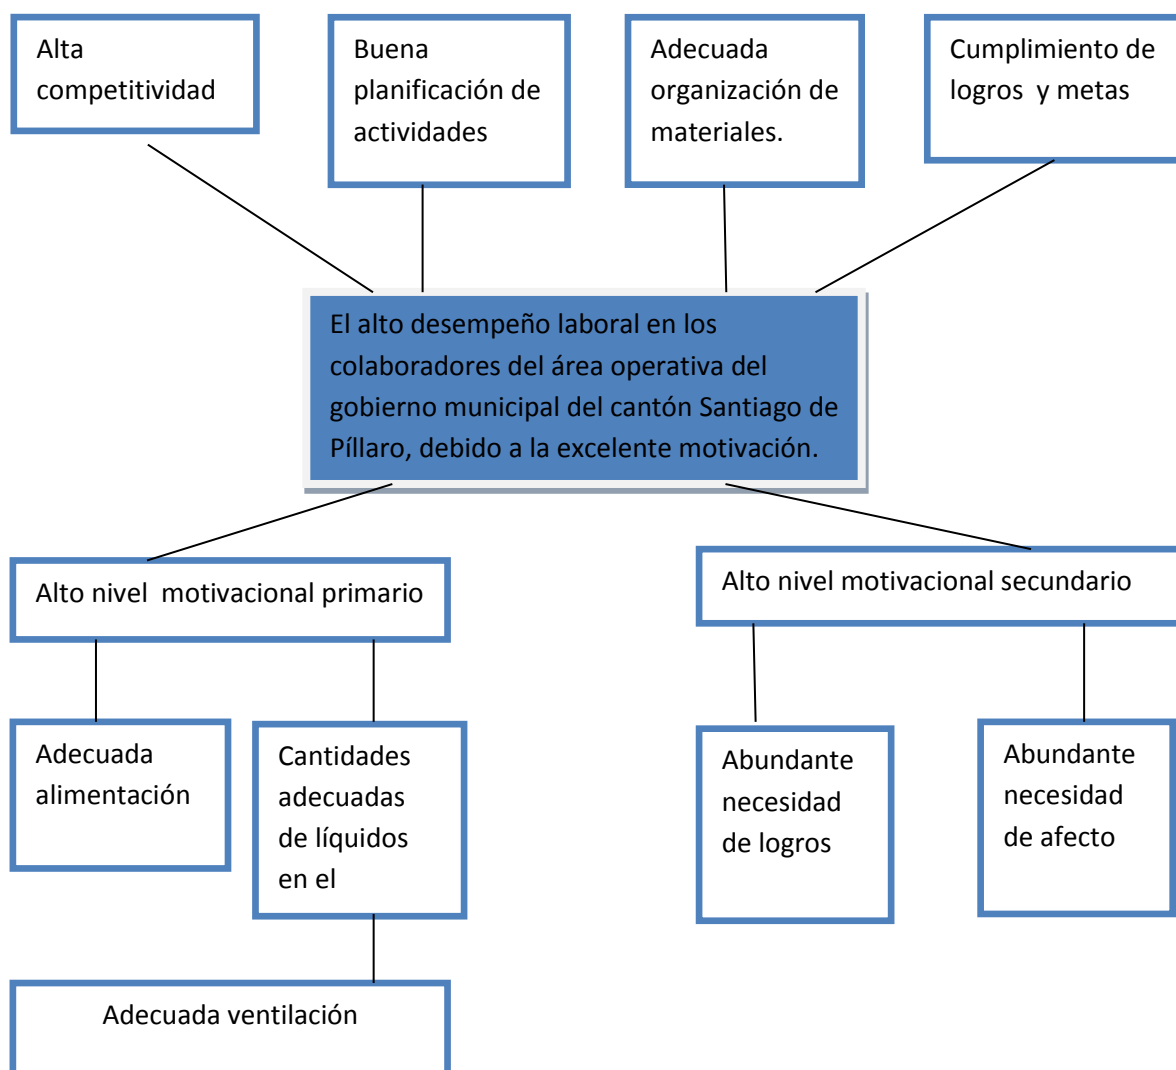 Alta
competitividad
Buena
planificación de
actividades
Adecuada
organización de
materiales.
Cumplimiento de
logros y metas
El alto desempeño laboral en los
colaboradores del área operativa del
gobierno municipal del cantón Santiago de
Píllaro, debido a la excelente motivación.
Alto nivel motivacional primario
Alto nivel motivacional secundario
Adecuada
alimentación
Cantidades
adecuadas
de líquidos
en el
Abundante
necesidad
de logros
Abundante
necesidad
de afecto
Adecuada ventilación